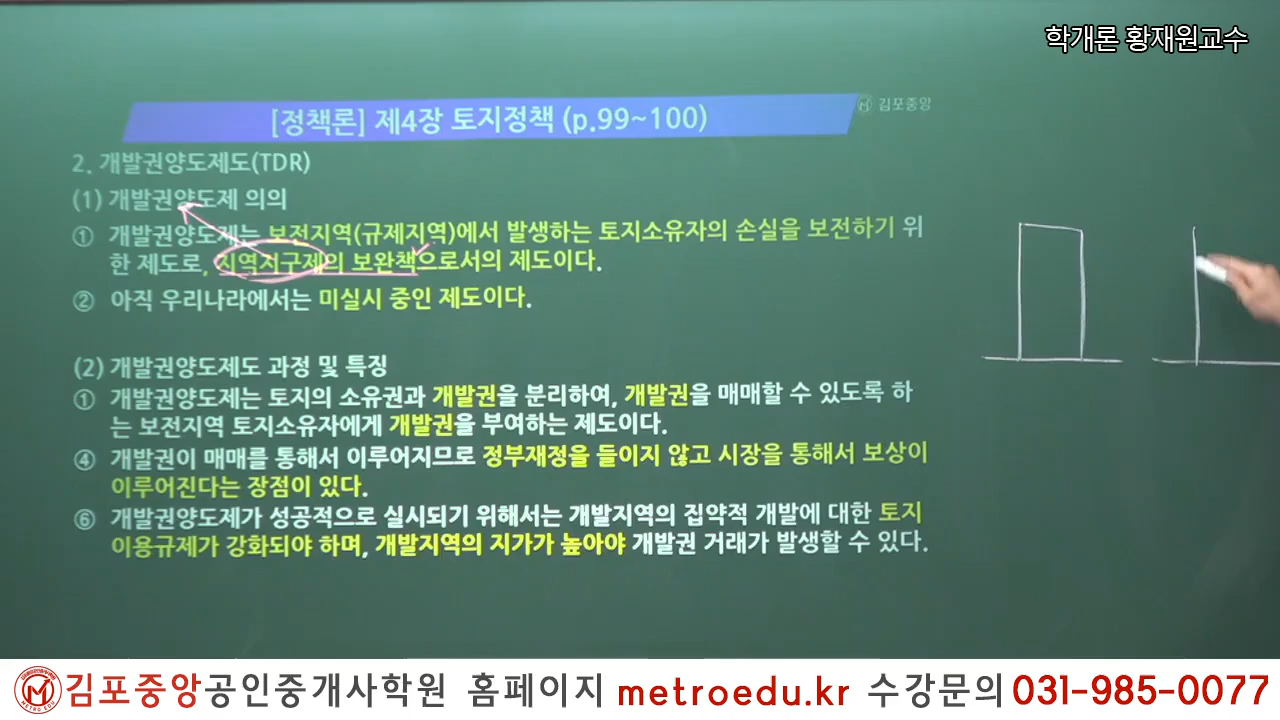 학개론 황재원교수
김포중앙
[정책론] 제4장 토지정책 (p.99~100)
2. 개발권양도제도(TDR)
(1) 개발권양도제 의의
① 개발권양도제는 보전지역(규제지역)에서 발생하는 토지소유자의 손실을 보전하기 위
한 제도로, 지역지구제의 보완책으로서의 제도이다.
② 아직 우리나라에서는 미실시 중인 제도이다.
(2) 개발권양도제도 과정 및 특징
① 개발권양도제는 토지의 소유권과 개발권을 분리하여, 개발권을 매매할 수 있도록 하
는 보전지역 토지소유자에게 개발권을 부여하는 제도이다.
④ 개발권이 매매를 통해서 이루어지므로 정부재정을 들이지 않고 시장을 통해서 보상이
이루어진다는 장점이 있다.
⑥ 개발권양도제가 성공적으로 실시되기 위해서는 개발지역의 집약적 개발에 대한 토지
이용규제가 강화되야 하며, 개발지역의 지가가 높아야 개발권 거래가 발생할 수 있다.
김포중앙공인중개사학원 홈페이지 metroedu.kr 수강문의 031-985-0077
METRO EDU